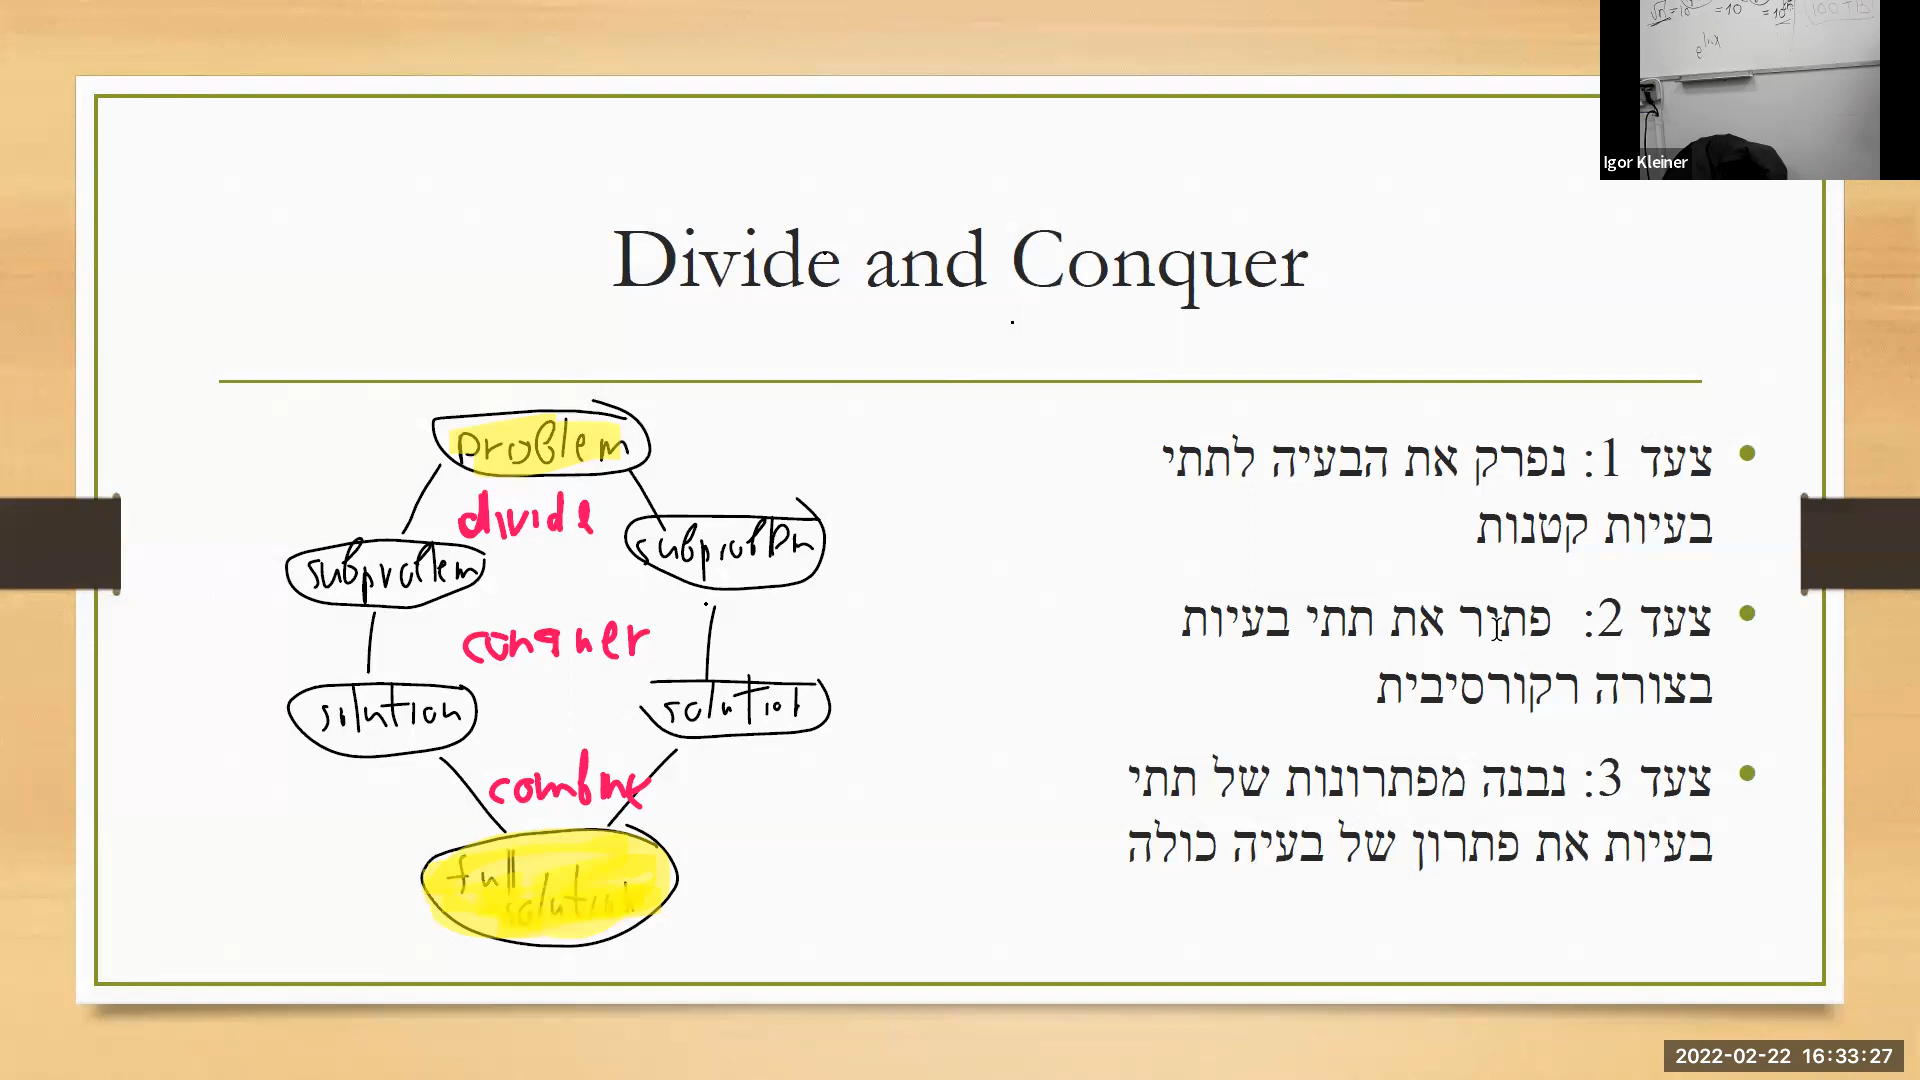 Divide and Conquer
צעד 1: נפרק את הבעיה לתתי
בעיות קטנות
צעד 2: פתור את תתי בעיות
בצורה רקורסיבית
צעד 3: נבנה מפתרונות של תתי
בעיות את פתרון של בעיה כולה
problem
divide
subproblem
conquer
solution
solution
combine
full
solution
Igor Kleiner
e^lnx
2022-02-22 16:33:27